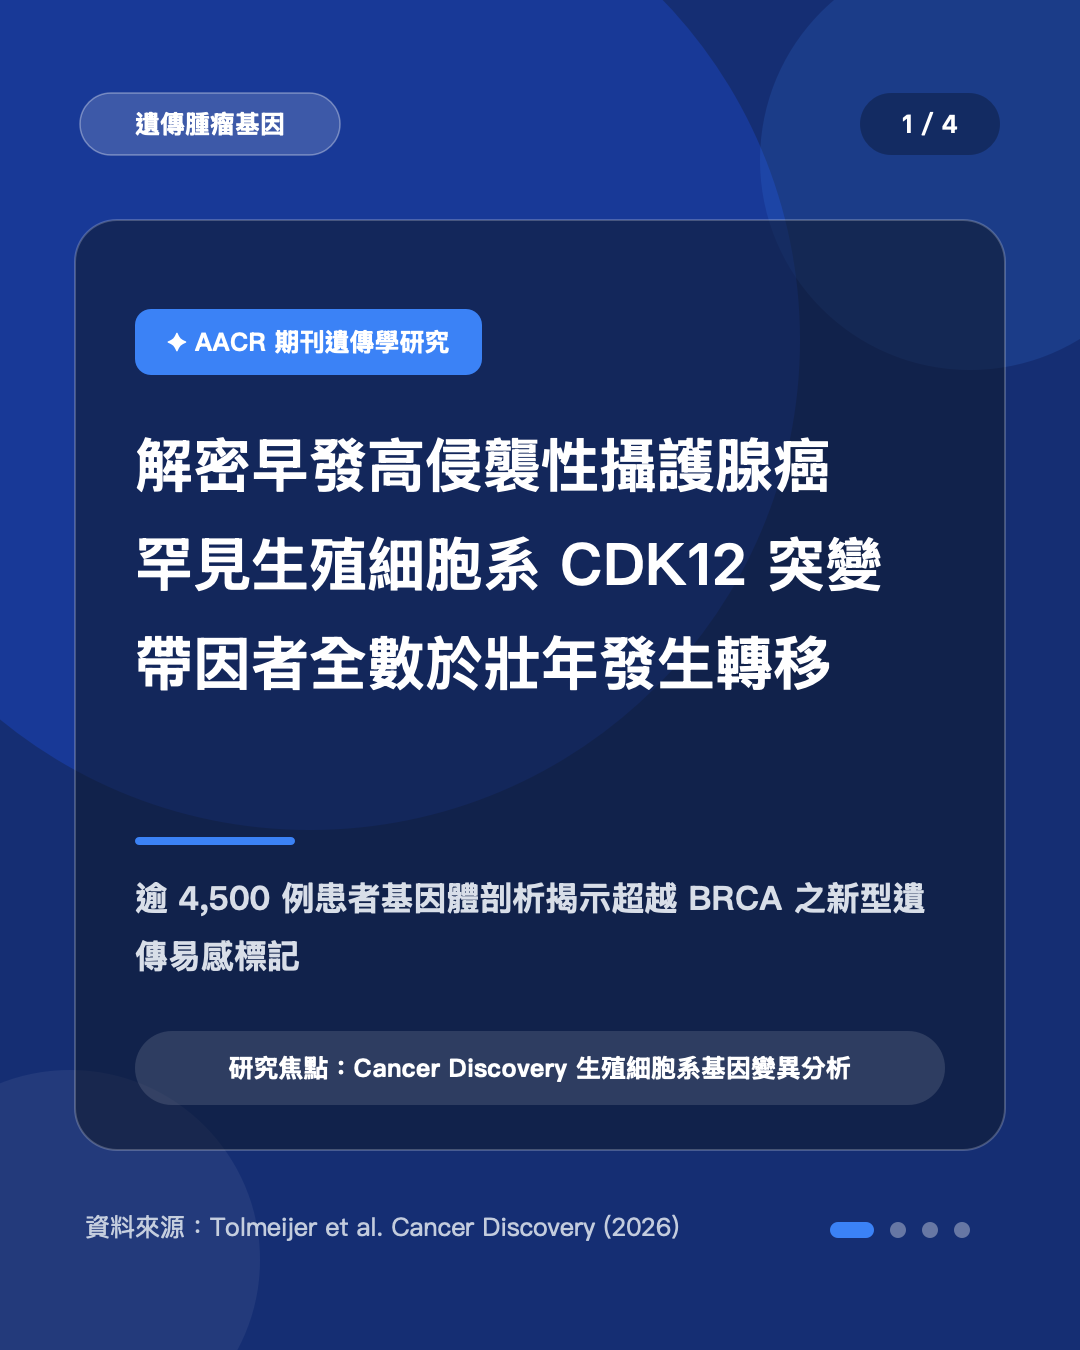 遺傳腫瘤基因
1 / 4
✦ AACR 期刊遺傳學研究
解密早發高侵襲性攝護腺癌
罕見生殖細胞系 CDK12 突變
帶因者全數於壯年發生轉移
逾 4,500 例患者基因體剖析揭示超越 BRCA 之新型遺
傳易感標記
研究焦點：Cancer Discovery 生殖細胞系基因變異分析
資料來源：Tolmeijer et al. Cancer Discovery (2026)